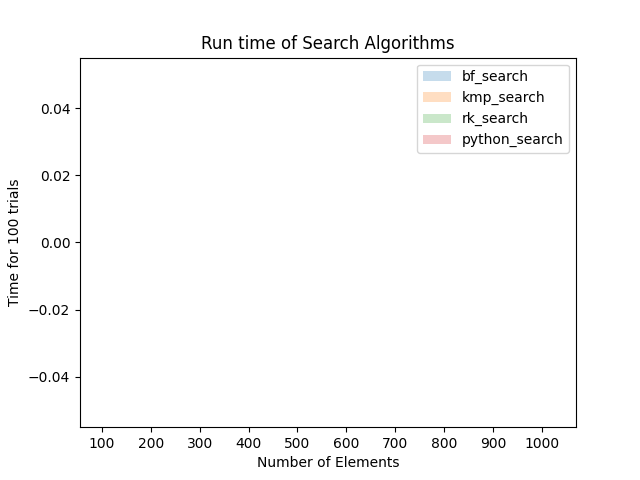 Run time of Search Algorithms
bf_search
kmp_search
rk_search
python_search
0.04
0.02
0.00
−0.02
−0.04
Time for 100 trials
100 200 300 400 500 600 700 800 900 1000
Number of Elements